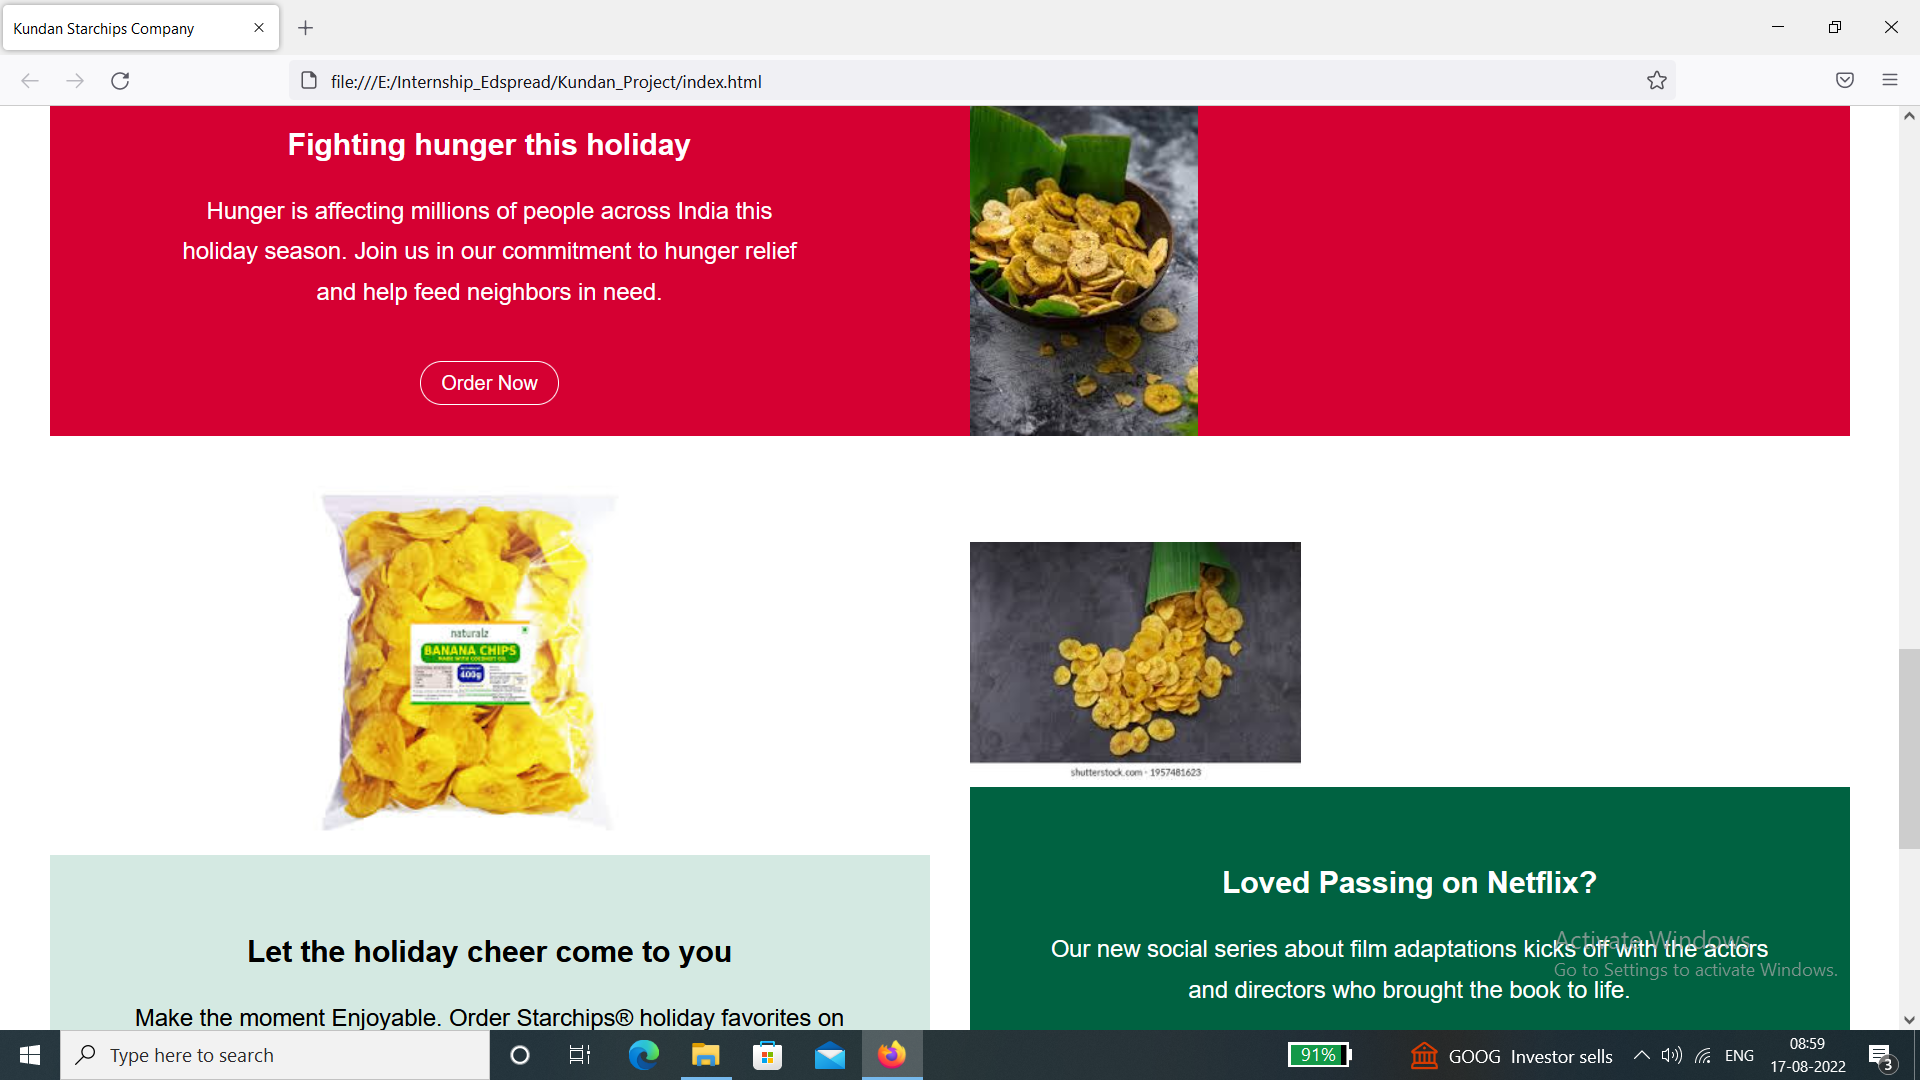 Kundan Starchips Company
file:///E:/Internship_Edspread/Kundan_Project/index.html
Fighting hunger this holiday
Hunger is affecting millions of people across India this
holiday season. Join us in our commitment to hunger relief
and help feed neighbors in need.
Order Now
naturalz
BANANA CHIPS
MADE WITH COCONUT OIL
400g
shutterstock.com · 1957481623
Let the holiday cheer come to you
Make the moment Enjoyable. Order Starchips® holiday favorites on
Loved Passing on Netflix?
Our new social series about film adaptations kicks off with the actors
and directors who brought the book to life.
Activate Windows
Go to Settings to activate Windows.
Type here to search
91%
GOOG Investor sells
ENG
08:59
17-08-2022
3